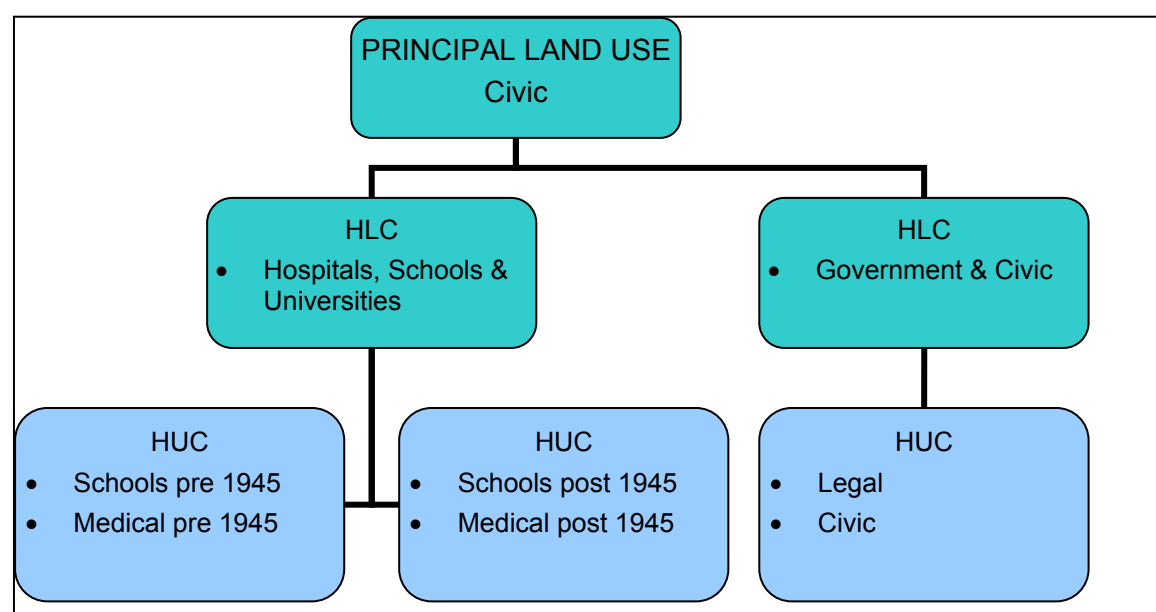 PRINCIPAL LAND USE
Civic
HLC
• Hospitals, Schools &
Universities
HLC
• Government & Civic
HUC
• Schools pre 1945
• Medical pre 1945
HUC
• Schools post 1945
• Medical post 1945
HUC
• Legal
• Civic